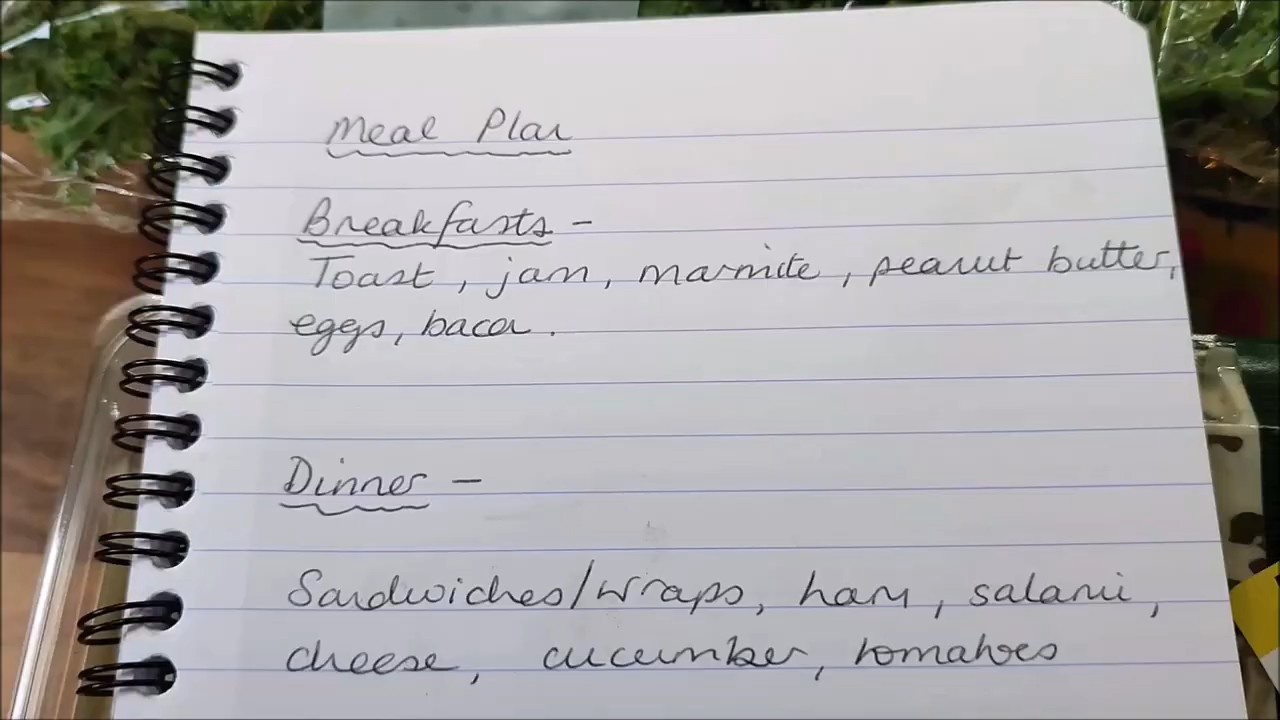 Meal Plan
Breakfasts -
Toast, jam, marmite, peanut butter,
eggs, bacon.
Dinner -
Sandwiches/wraps, ham, salami,
cheese, cucumber, tomatoes